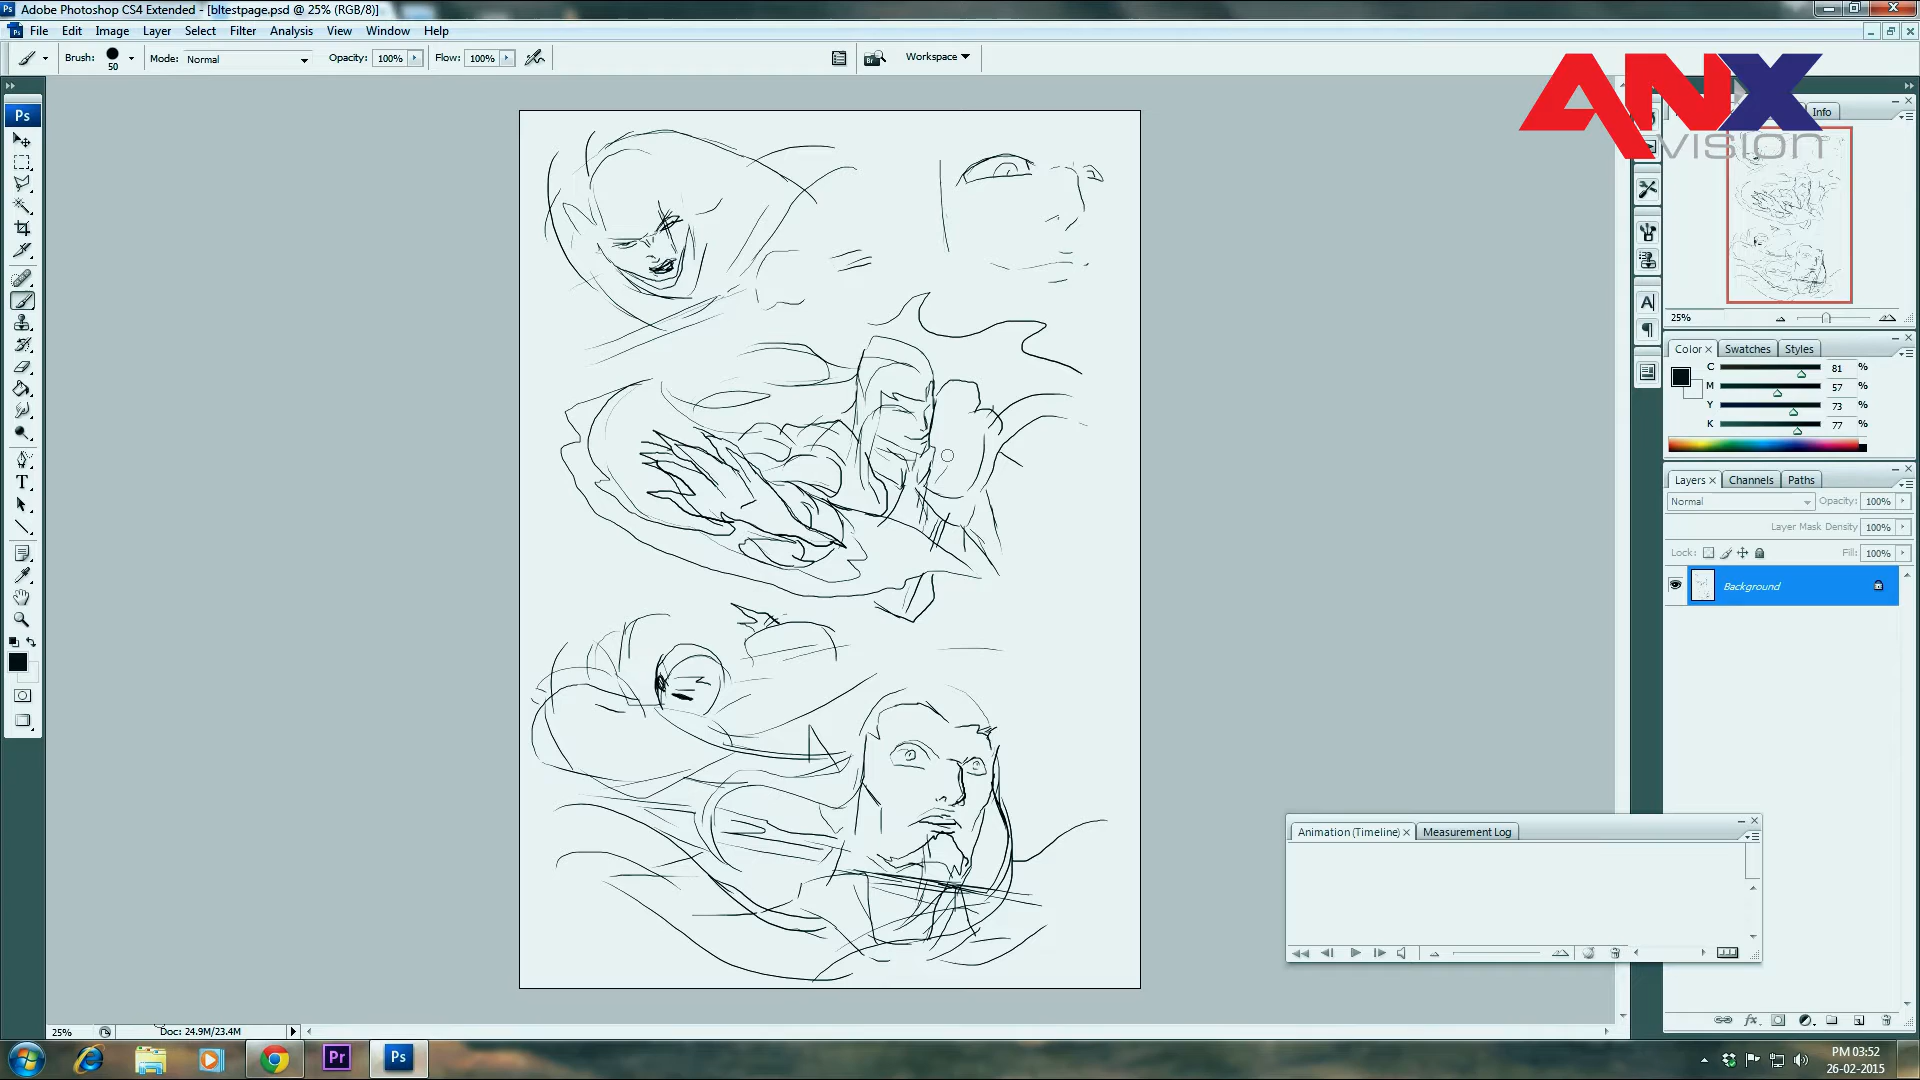 Adobe Photoshop CS4 Extended - [bltestpage.psd @ 25% (RGB/8)]
File Edit Image Layer Select Filter Analysis View Window Help
Brush: 50 Mode: Normal Opacity: 100% Flow: 100% Workspace
ANX
vision
Info
Ps
25%
Color Swatches Styles
C 81 %
M 57 %
Y 73 %
K 77 %
Layers Channels Paths
Normal Opacity: 100%
Layer Mask Density 100%
Lock: Fill: 100%
Background
T
A
Animation (Timeline) Measurement Log
25% Doc: 24.9M/23.4M
Pr Ps
PM 03:52
26-02-2015